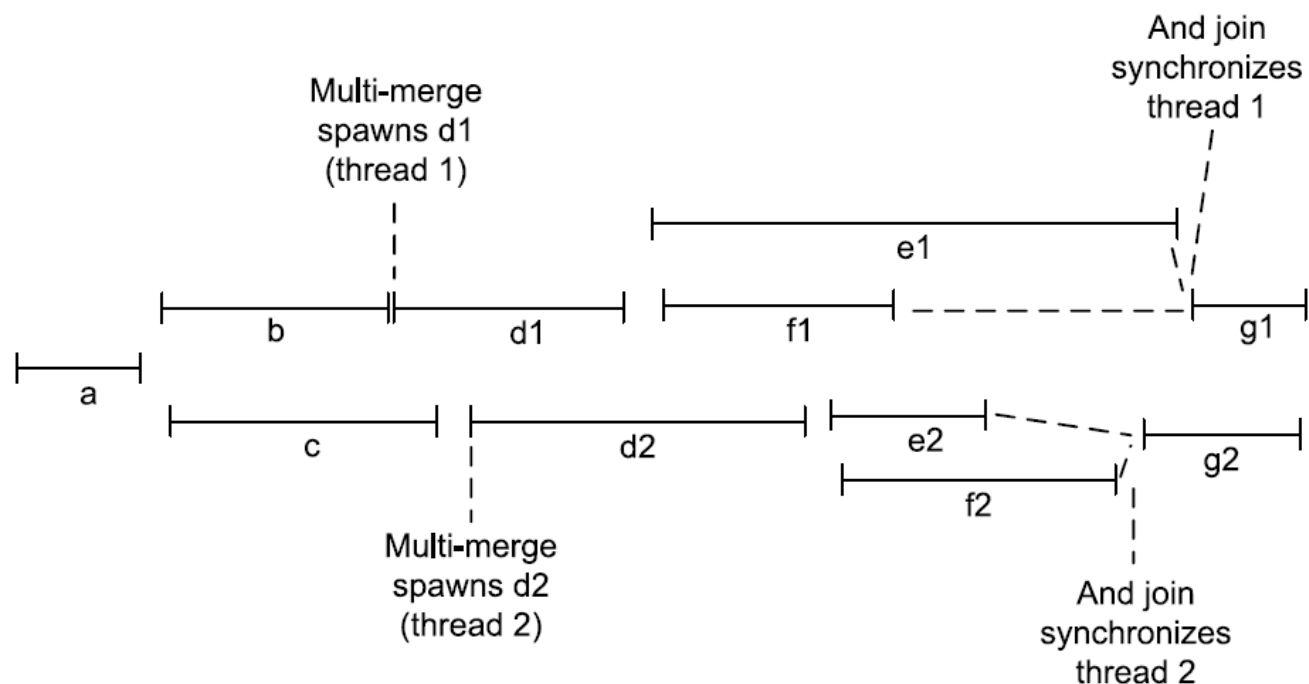 And join
synchronizes
thread 1
Multi-merge
spawns d1
(thread 1)
e1
b
d1
f1
g1
a
c
d2
e2
g2
f2
Multi-merge
spawns d2
(thread 2)
And join
synchronizes
thread 2